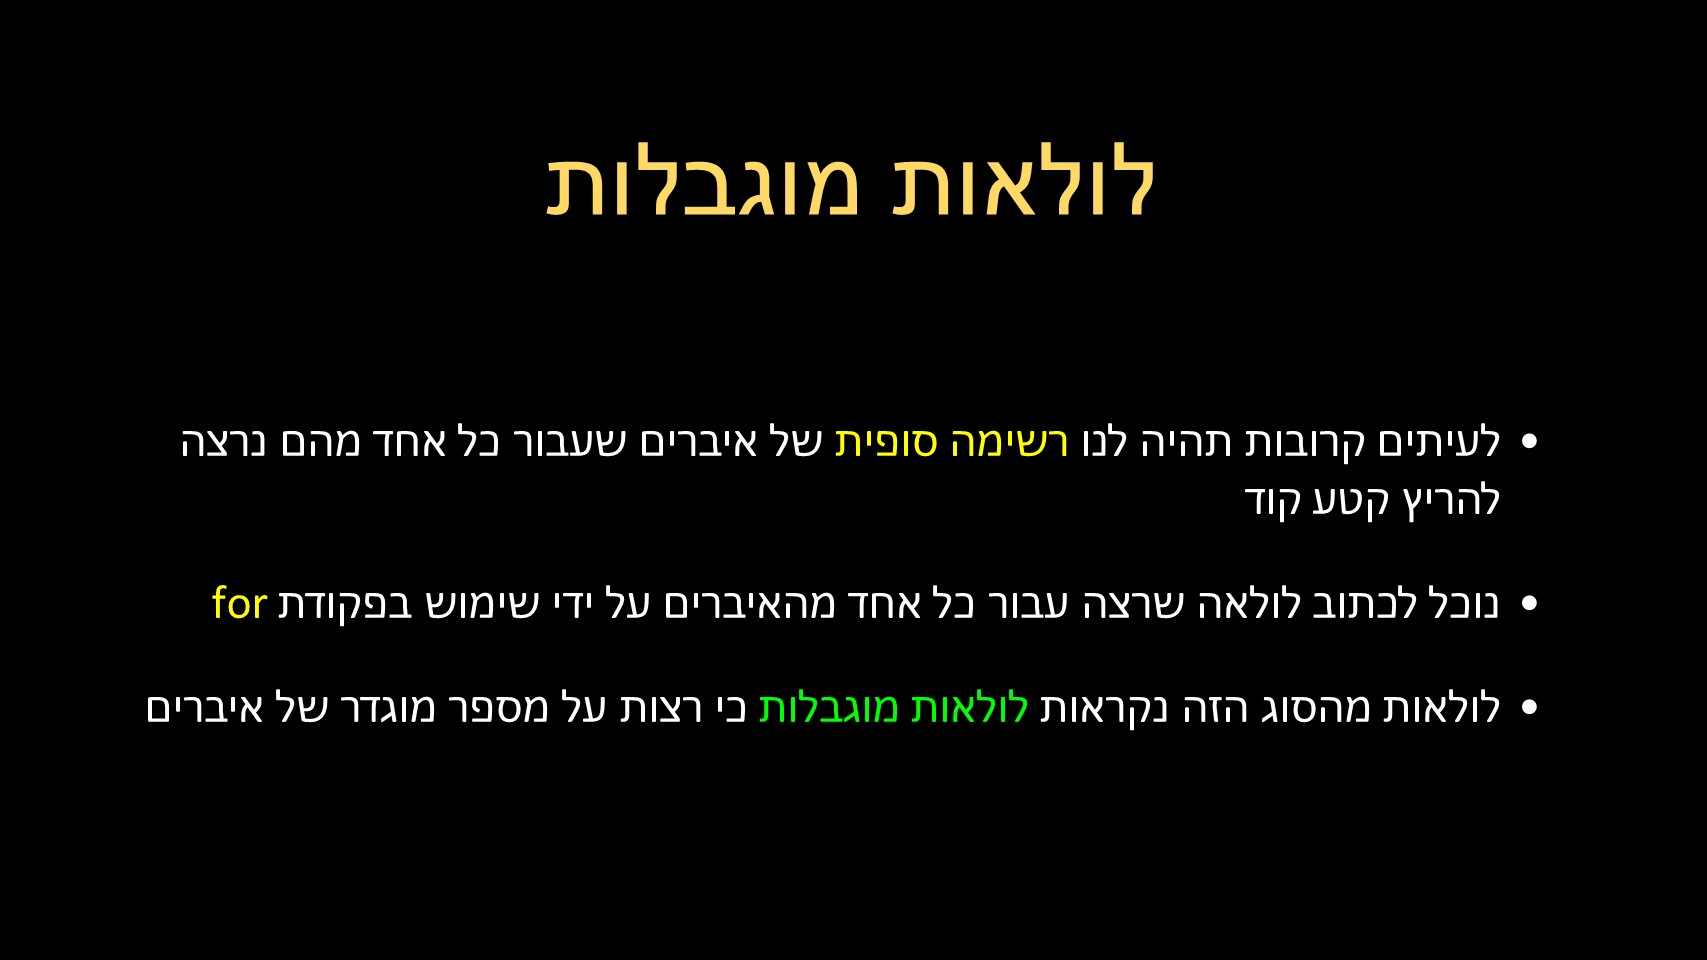 לולאות מוגבלות
• לעיתים קרובות תהיה לנו רשימה סופית של איברים שעבור כל אחד מהם נרצה
להריץ קטע קוד
• נוכל לכתוב לולאה שרצה עבור כל אחד מהאיברים על ידי שימוש בפקודת for
• לולאות מהסוג הזה נקראות לולאות מוגבלות כי רצות על מספר מוגדר של איברים